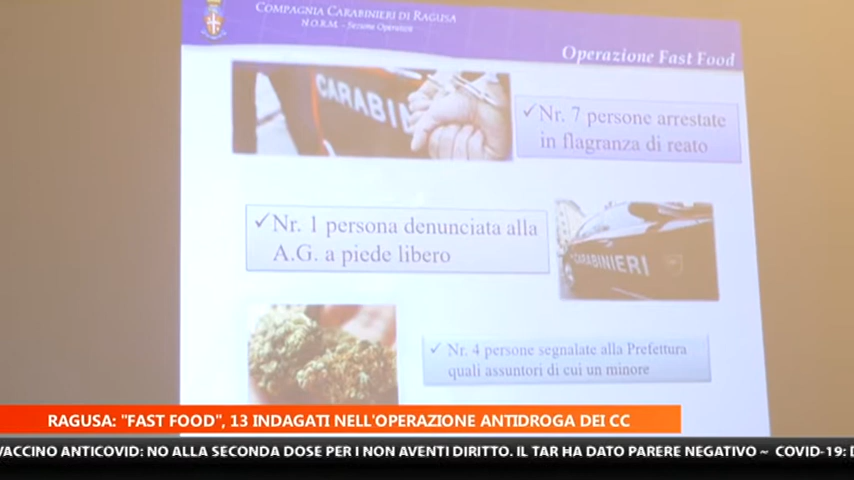 COMPAGNIA CARABINIERI DI RAGUSA
N.O.R.M. - Sezione Operativa
Operazione Fast Food
CARABINI
✓Nr. 7 persone arrestate
in flagranza di reato
✓Nr. 1 persona denunciata alla
A.G. a piede libero
CARABINIERI
✓ Nr. 4 persone segnalate alla Prefettura
quali assuntori di cui un minore
RAGUSA: "FAST FOOD", 13 INDAGATI NELL'OPERAZIONE ANTIDROGA DEI CC
VACCINO ANTICOVID: NO ALLA SECONDA DOSE PER I NON AVENTI DIRITTO. IL TAR HA DATO PARERE NEGATIVO ~ COVID-19: